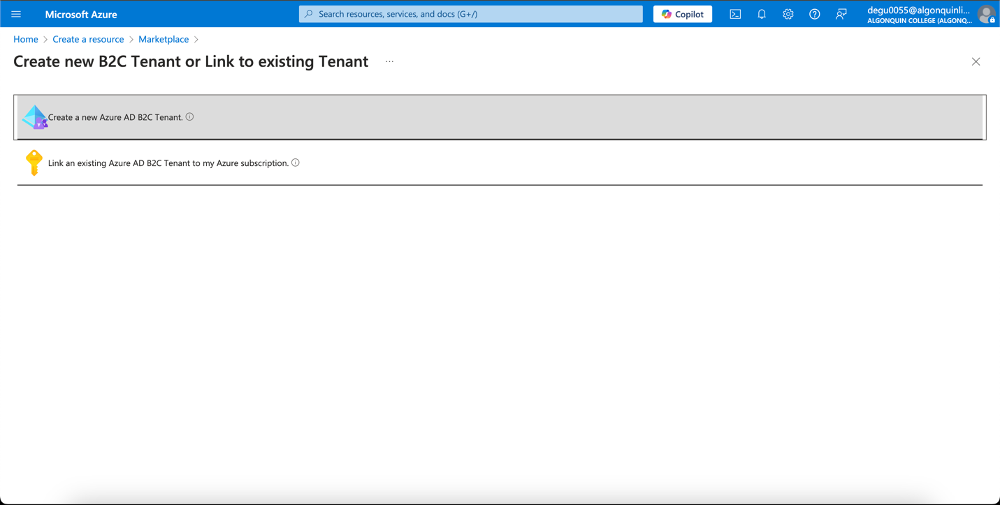 Microsoft Azure
Search resources, services, and docs (G+/)
Copilot
degu0055@algonquinli...
ALGONQUIN COLLEGE (ALGONQ...
Home > Create a resource > Marketplace >
Create new B2C Tenant or Link to existing Tenant ...
Create a new Azure AD B2C Tenant.
Link an existing Azure AD B2C Tenant to my Azure subscription.